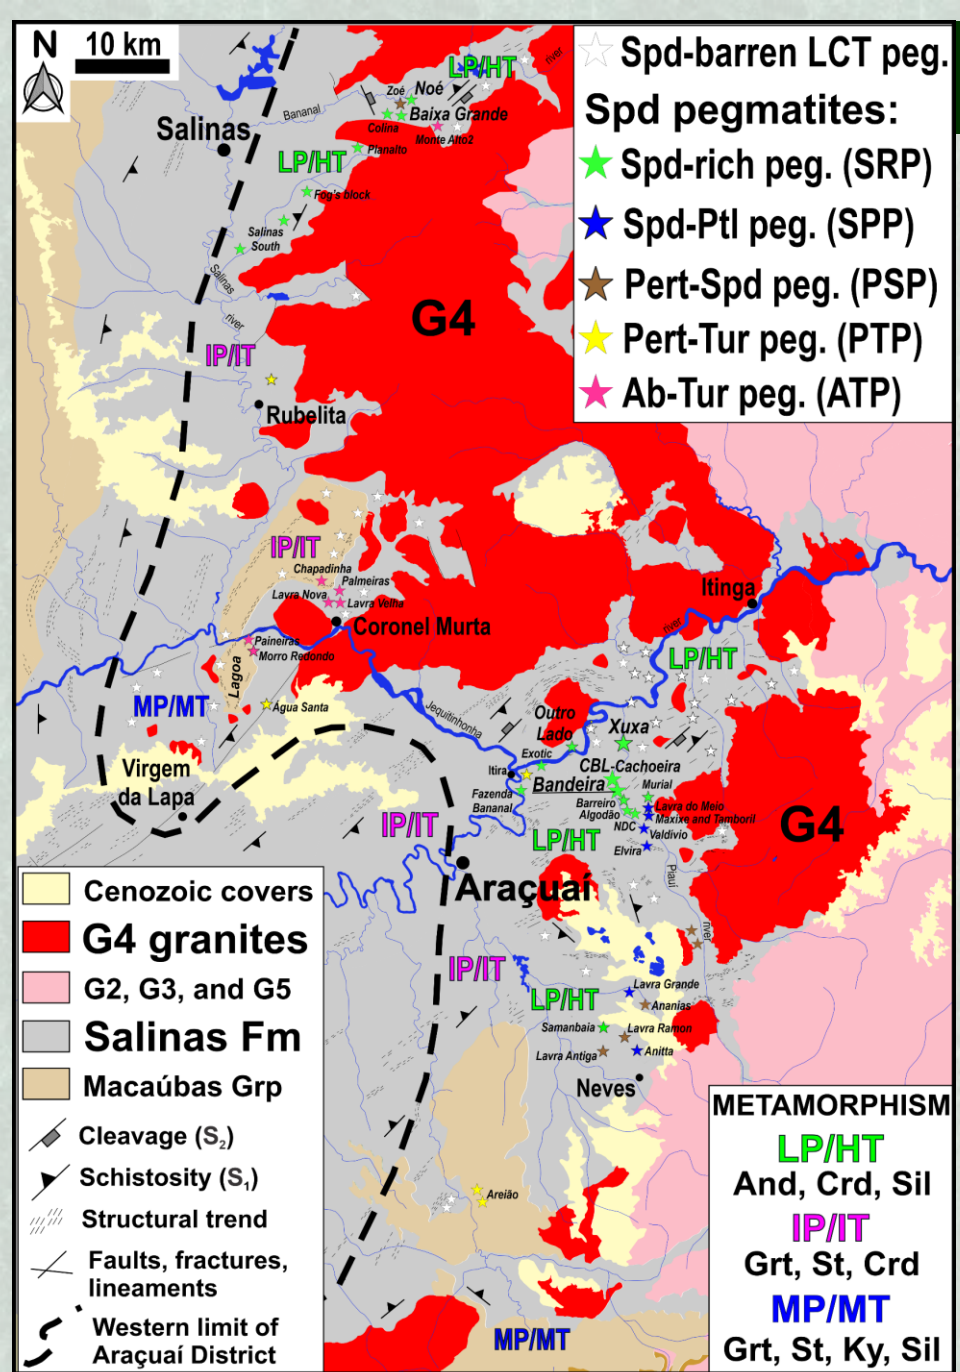 N
10 km
Spd-barren LCT peg.
Spd pegmatites:
Spd-rich peg. (SRP)
Spd-Ptl peg. (SPP)
Pert-Spd peg. (PSP)
Pert-Tur peg. (PTP)
Ab-Tur peg. (ATP)
LP/HT
river
Zoé
Noé
Bananal
Baixa Grande
Colina
Monte Alto2
Salinas
Planalto
LP/HT
Fog's block
Salinas
South
Salinas
river
G4
IP/IT
Rubelita
IP/IT
Chapadinha
Palmeiras
Lavra Nova
Lavra Velha
Coronel Murta
Itinga
river
Paineiras
Morro Redondo
LP/HT
Lagoa
MP/MT
Água Santa
Jequitinhonha
Outro
Lado
Xuxa
Virgem
da Lapa
Exotic
Itira
CBL-Cachoeira
Bandeira
Fazenda
Bananal
Murial
Barreiro
Algodão
Lavra do Meio
Maxixe and Tamboril
NDC
Valdivio
Elvira
G4
IP/IT
LP/HT
Piauí
river
Araçuaí
IP/IT
LP/HT
Lavra Grande
Ananias
Samanbaia
Lavra Ramon
Lavra Antiga
Anitta
Neves
Areião
MP/MT
Cenozoic covers
G4 granites
G2, G3, and G5
Salinas Fm
Macaúbas Grp
Cleavage (S₂)
Schistosity (S₁)
Structural trend
Faults, fractures,
lineaments
Western limit of
Araçuaí District
METAMORPHISM
LP/HT
And, Crd, Sil
IP/IT
Grt, St, Crd
MP/MT
Grt, St, Ky, Sil